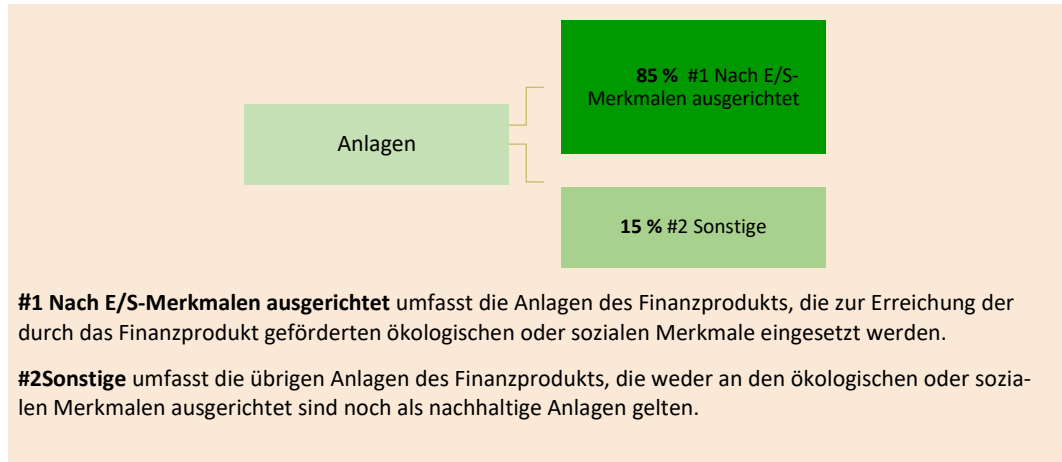 85 % #1 Nach E/S-
Merkmalen ausgerichtet
Anlagen
15 % #2 Sonstige
#1 Nach E/S-Merkmalen ausgerichtet umfasst die Anlagen des Finanzprodukts, die zur Erreichung der
durch das Finanzprodukt geförderten ökologischen oder sozialen Merkmale eingesetzt werden.
#2Sonstige umfasst die übrigen Anlagen des Finanzprodukts, die weder an den ökologischen oder sozia-
len Merkmalen ausgerichtet sind noch als nachhaltige Anlagen gelten.